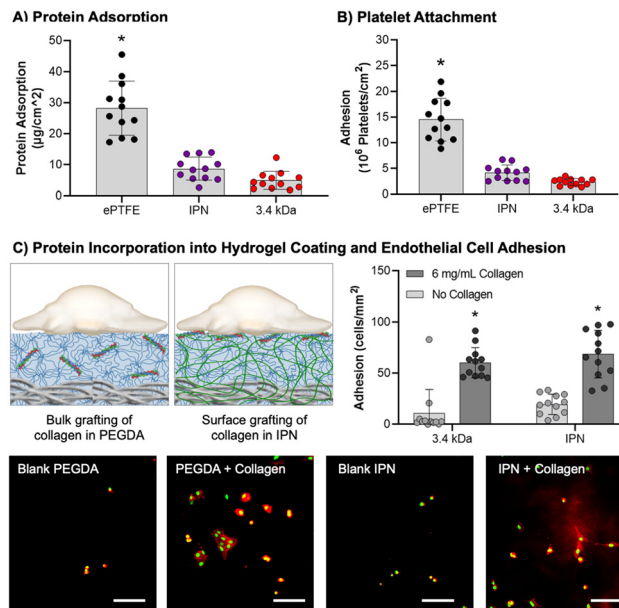 A) Protein Adsorption
Protein Adsorption
(µg/cm^2)
50
40
30
20
10
0
*
ePTFE
IPN
3.4 kDa
B) Platelet Attachment
Adhesion
(10⁶ Platelets/cm²)
30
25
20
15
10
5
0
*
ePTFE
IPN
3.4 kDa
C) Protein Incorporation into Hydrogel Coating and Endothelial Cell Adhesion
Bulk grafting of
collagen in PEGDA
Surface grafting of
collagen in IPN
Adhesion (cells/mm²)
150
100
50
0
6 mg/mL Collagen
No Collagen
*
*
3.4 kDa
IPN
Blank PEGDA
PEGDA + Collagen
Blank IPN
IPN + Collagen